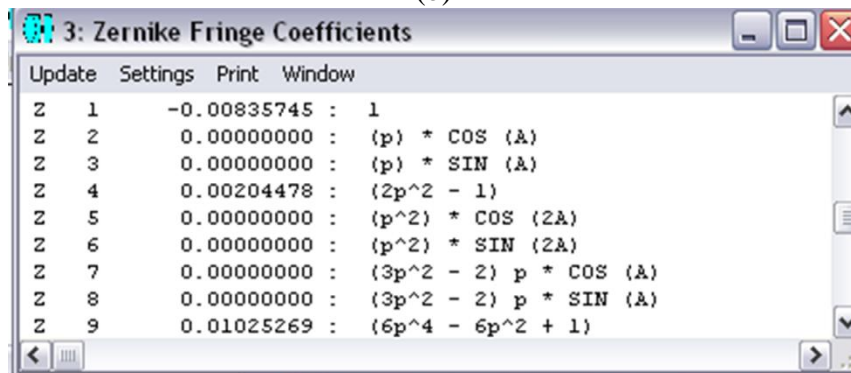 3: Zernike Fringe Coefficients
Update Settings Print Window
Z 1 -0.00835745 : 1
Z 2 0.00000000 : (p) * COS (A)
Z 3 0.00000000 : (p) * SIN (A)
Z 4 0.00204478 : (2p^2 - 1)
Z 5 0.00000000 : (p^2) * COS (2A)
Z 6 0.00000000 : (p^2) * SIN (2A)
Z 7 0.00000000 : (3p^2 - 2) p * COS (A)
Z 8 0.00000000 : (3p^2 - 2) p * SIN (A)
Z 9 0.01025269 : (6p^4 - 6p^2 + 1)